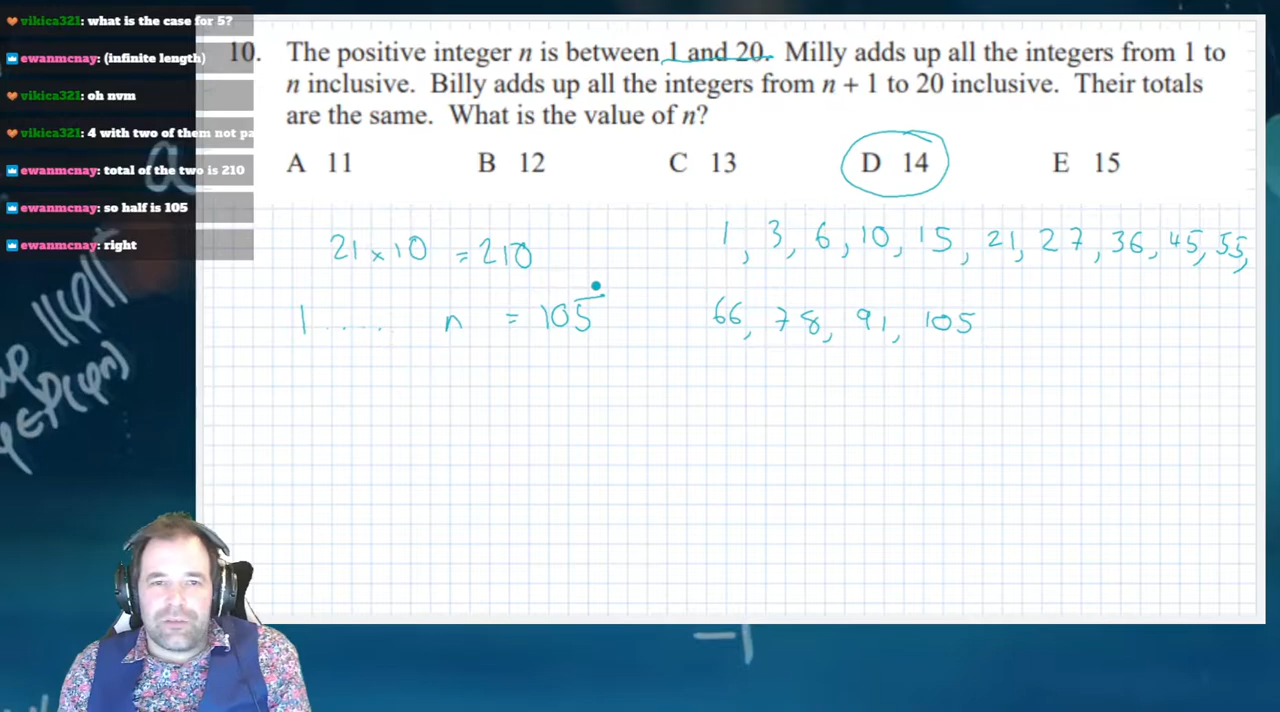 vikica321: what is the case for 5?
ewanmcnay: (infinite length)
vikica321: oh nvm
vikica321: 4 with two of them not pa
ewanmcnay: total of the two is 210
ewanmcnay: so half is 105
ewanmcnay: right
10. The positive integer n is between 1 and 20. Milly adds up all the integers from 1 to
n inclusive. Billy adds up all the integers from n + 1 to 20 inclusive. Their totals
are the same. What is the value of n?
A 11 B 12 C 13 D 14 E 15
21 × 10 = 210
1 ..... n = 105
1, 3, 6, 10, 15, 21, 27, 36, 45, 55,
66, 78, 91, 105
||φ||
-1